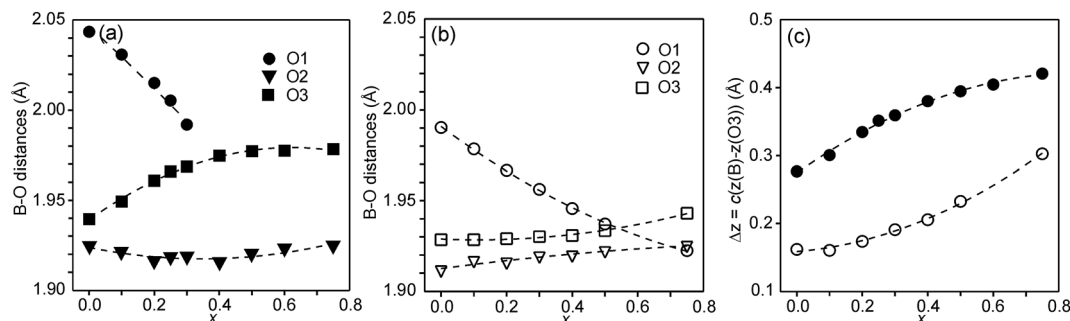 (a)
O1
O2
O3
B-O distances (Å)
2.05
2.00
1.95
1.90
0.0 0.2 0.4 0.6 0.8
x
(b)
O1
O2
O3
B-O distances (Å)
2.05
2.00
1.95
1.90
0.0 0.2 0.4 0.6 0.8
x
(c)
Δz = c(z(B)-z(O3)) (Å)
0.5
0.4
0.3
0.2
0.1
0.0 0.2 0.4 0.6 0.8
x